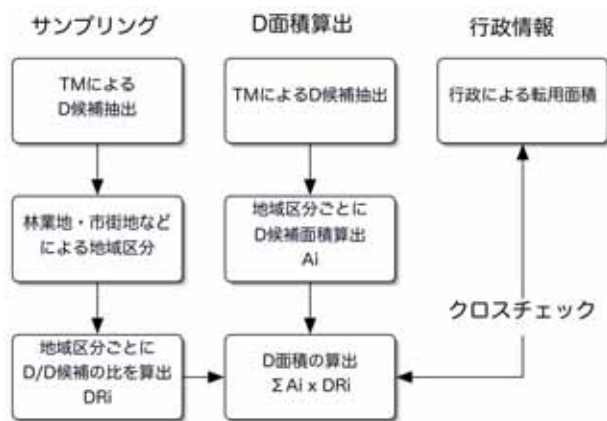 サンプリング
TMによる
D候補抽出
林業地・市街地など
による地域区分
地域区分ごとに
D/D候補の比を算出
DRi
D面積算出
TMによるD候補抽出
地域区分ごとに
D候補面積算出
Ai
D面積の算出
ΣAi x DRi
行政情報
行政による転用面積
クロスチェック